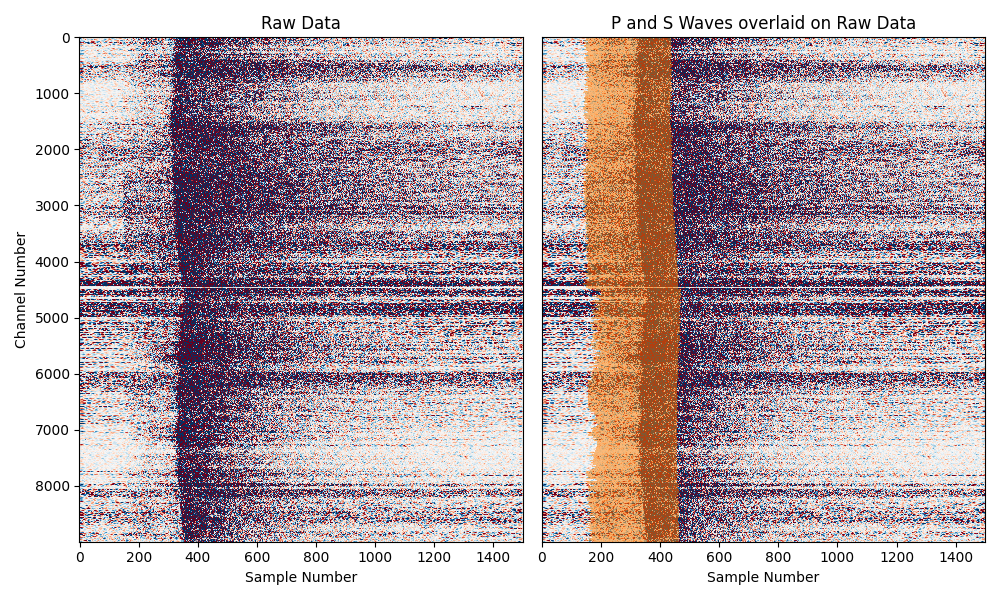 Raw Data
P and S Waves overlaid on Raw Data
Channel Number
0
1000
2000
3000
4000
5000
6000
7000
8000
0 200 400 600 800 1000 1200 1400
0 200 400 600 800 1000 1200 1400
Sample Number
Sample Number